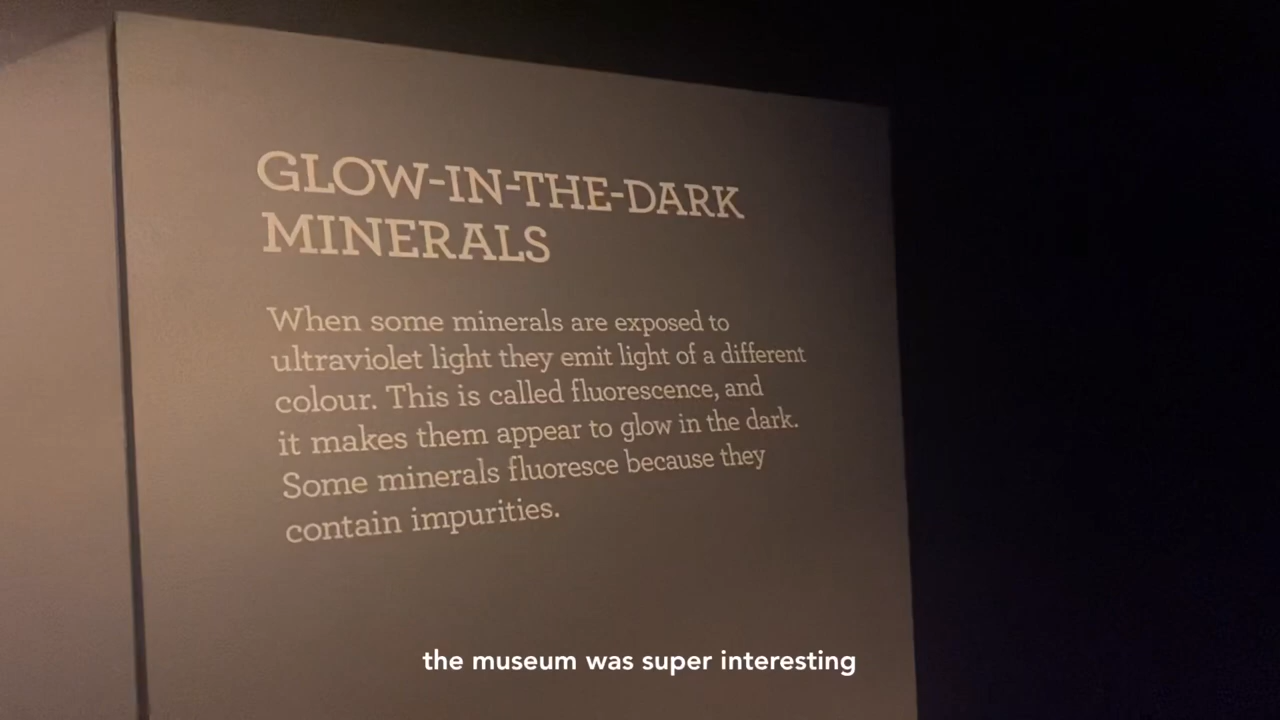 GLOW-IN-THE-DARK
MINERALS
When some minerals are exposed to
ultraviolet light they emit light of a different
colour. This is called fluorescence, and
it makes them appear to glow in the dark.
Some minerals fluoresce because they
contain impurities.
the museum was super interesting